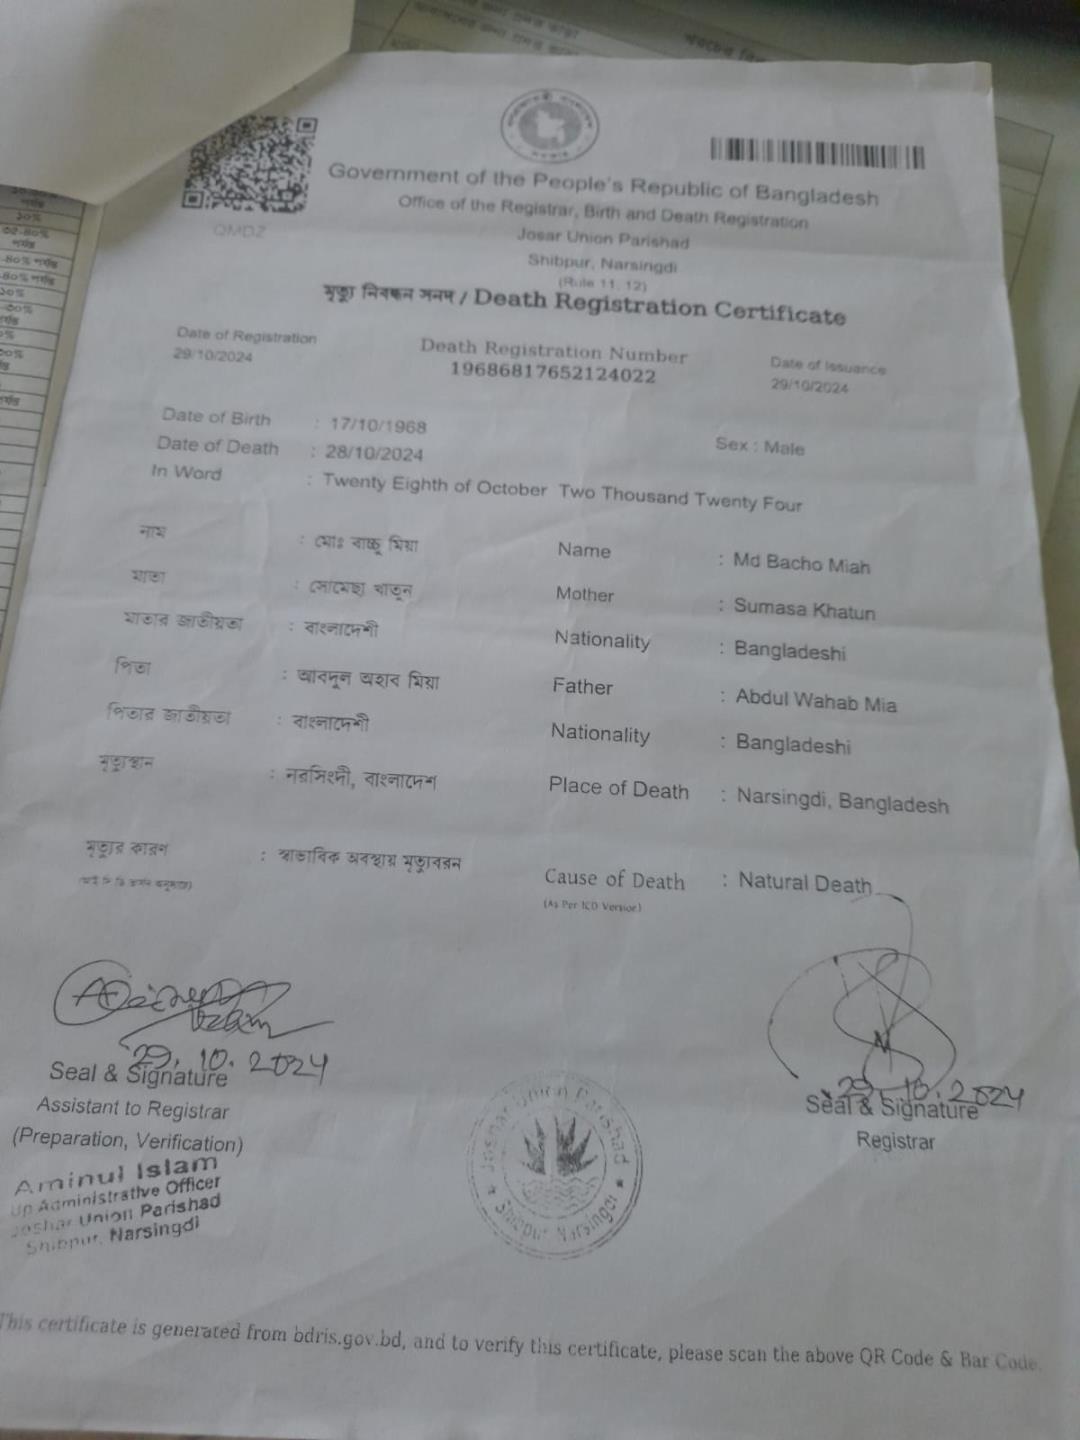 QMDZ
Government of the People's Republic of Bangladesh
Office of the Registrar, Birth and Death Registration
Josar Union Parishad
Shibpur, Narsingdi
(Rule 11, 12)
মৃত্যু নিবন্ধন সনদ / Death Registration Certificate
Date of Registration
29/10/2024
Death Registration Number
19686817652124022
Date of Issuance
29/10/2024
Date of Birth : 17/10/1968 Sex : Male
Date of Death : 28/10/2024
In Word : Twenty Eighth of October Two Thousand Twenty Four
নাম : মোঃ বাচ্চু মিয়া Name : Md Bacho Miah
মাতা : সোমেছা খাতুন Mother : Sumasa Khatun
মাতার জাতীয়তা : বাংলাদেশী Nationality : Bangladeshi
পিতা : আবদুল অহাব মিয়া Father : Abdul Wahab Mia
পিতার জাতীয়তা : বাংলাদেশী Nationality : Bangladeshi
মৃত্যুস্থান : নরসিংদী, বাংলাদেশ Place of Death : Narsingdi, Bangladesh
মৃত্যুর কারণ : স্বাভাবিক অবস্থায় মৃত্যুবরন Cause of Death : Natural Death
(As Per ICD Version)
29.10.2024
Seal & Signature
Assistant to Registrar
(Preparation, Verification)
Aminul Islam
Up Administrative Officer
Joshar Union Parishad
Shibpur, Narsingdi
Joshar Union Parishad
Shibpur, Narsingdi
29.10.2024
Seal & Signature
Registrar
This certificate is generated from bdris.gov.bd, and to verify this certificate, please scan the above QR Code & Bar Code.